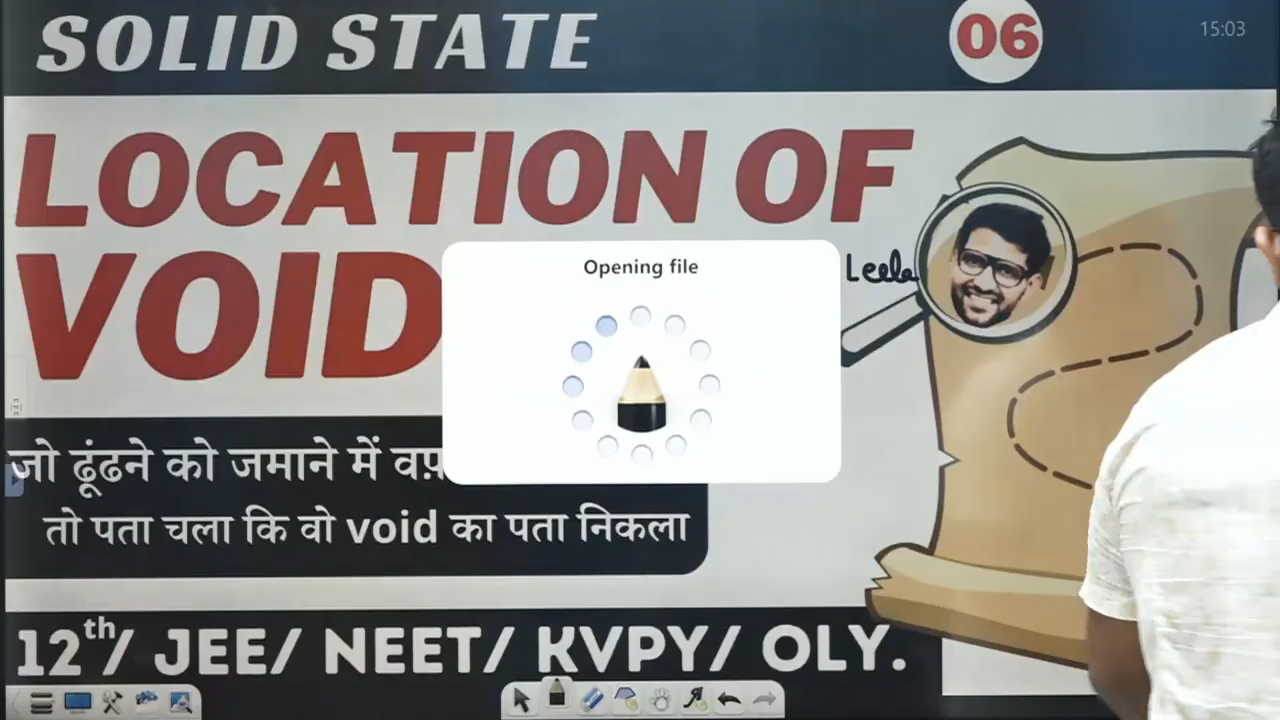 SOLID STATE
06
15:03
LOCATION OF
VOID
Opening file
Leela
जो ढूंढने को जमाने में
तो पता चला कि वो void का पता निकला
12th/ JEE/ NEET/ KVPY/ OLY.